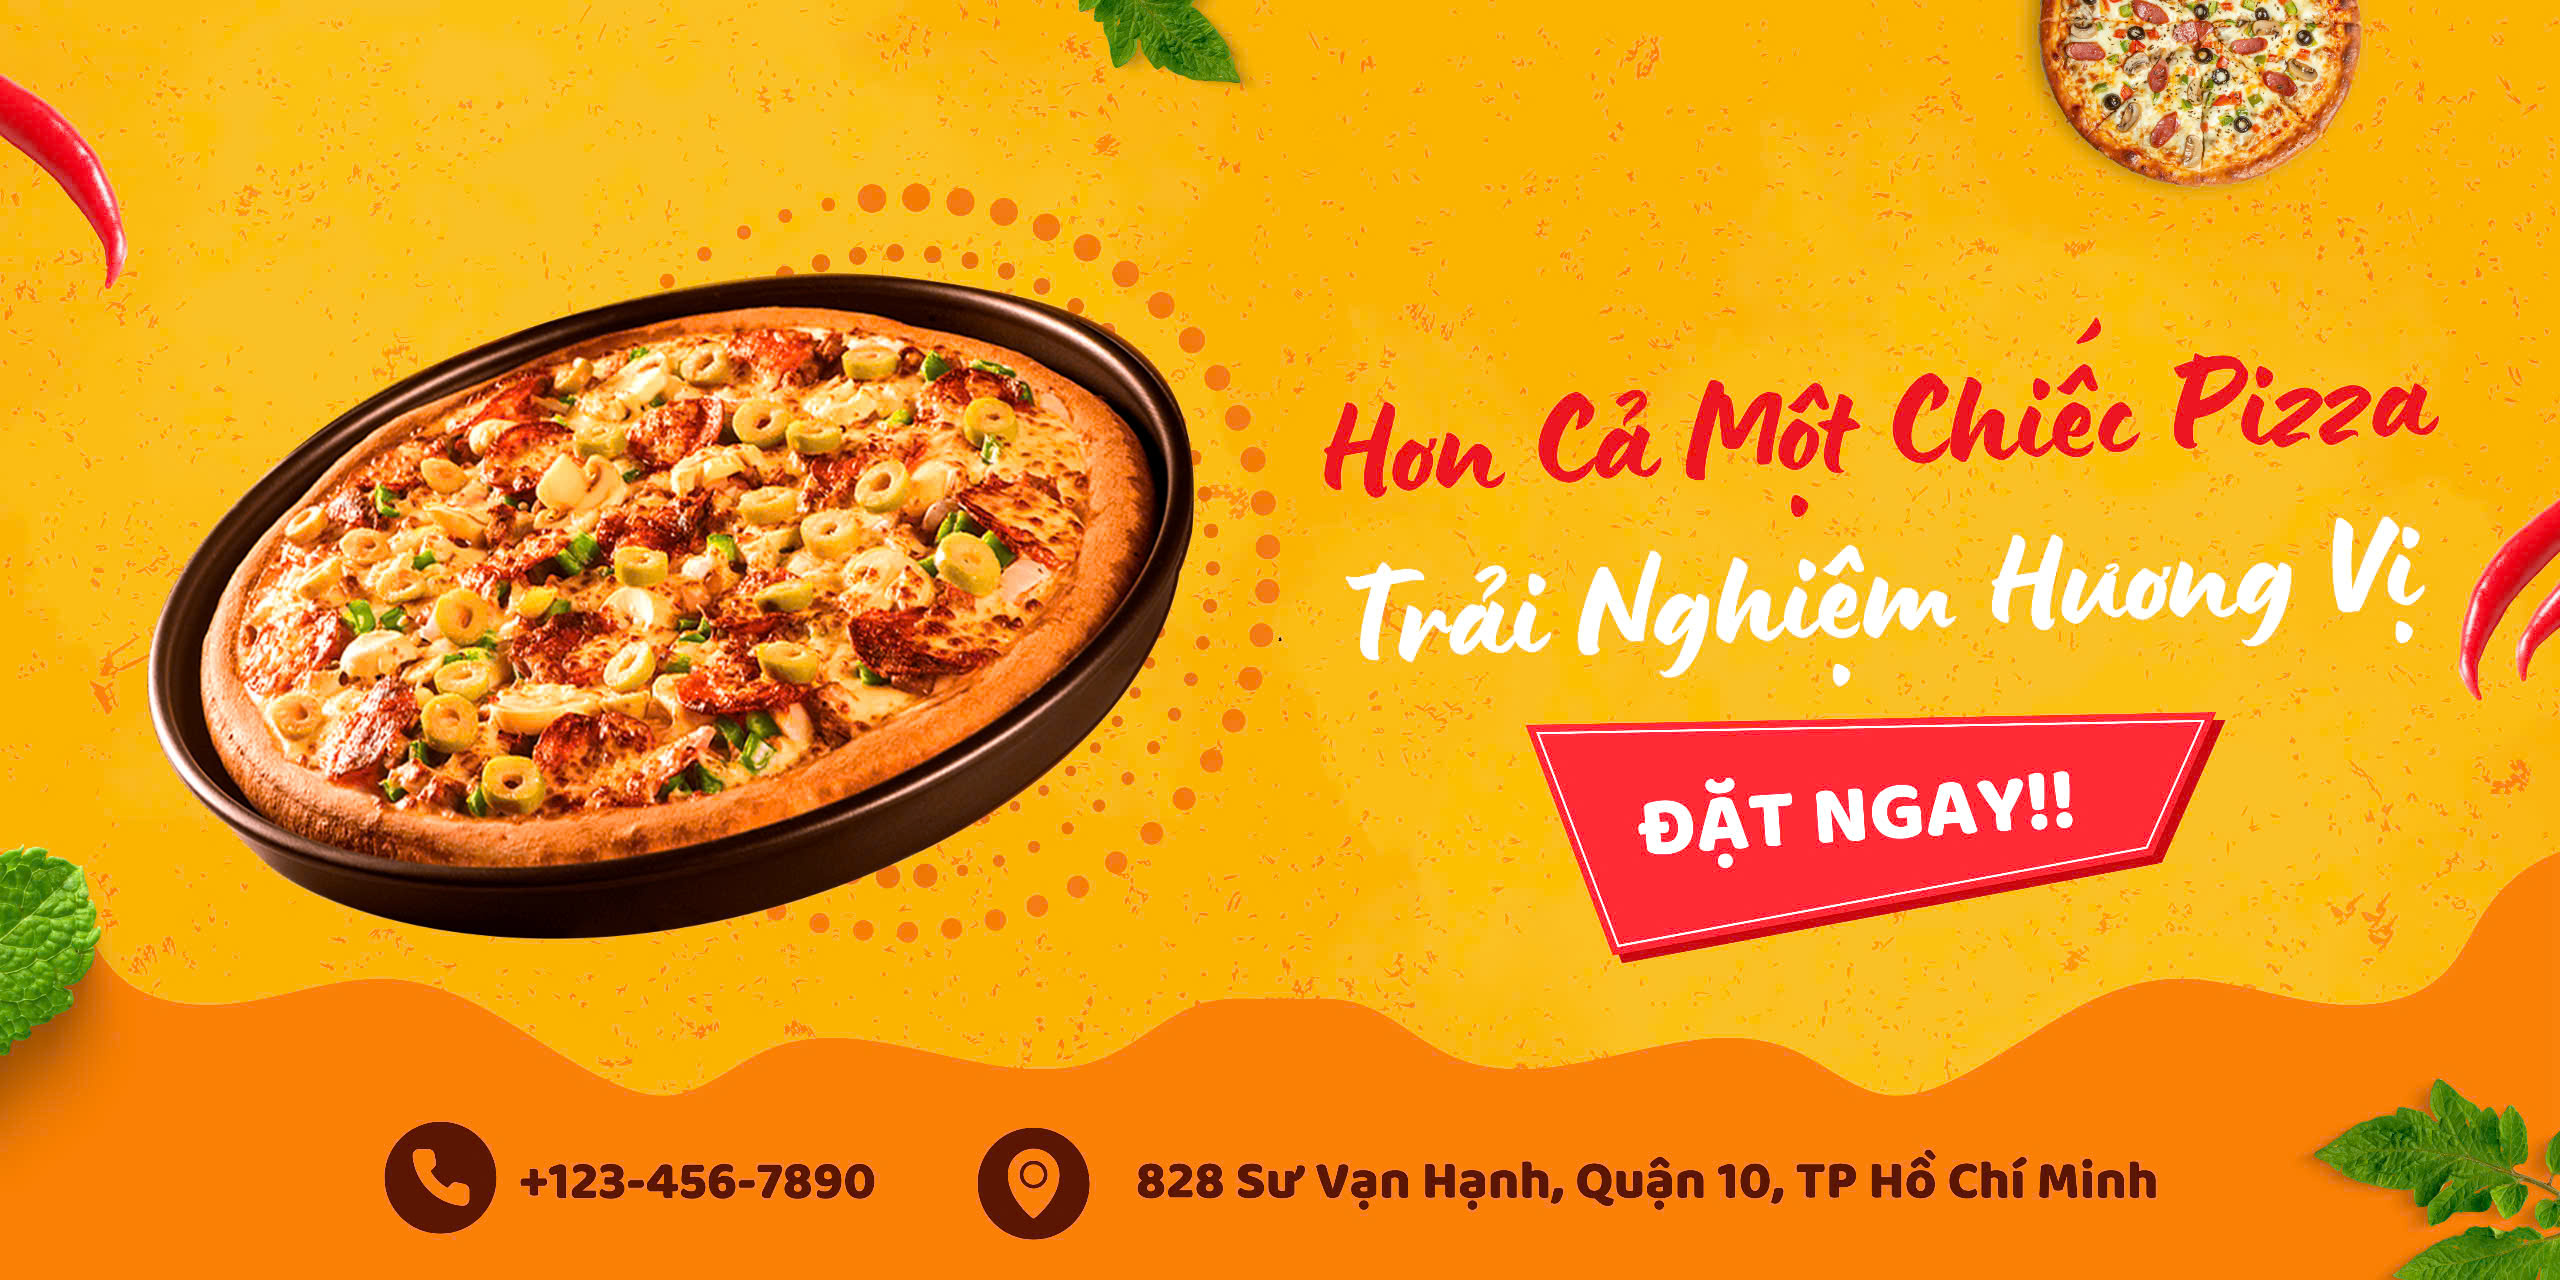 Hơn Cả Một Chiếc Pizza
Trải Nghiệm Hương Vị
ĐẶT NGAY!!
+123-456-7890
828 Sư Vạn Hạnh, Quận 10, TP Hồ Chí Minh